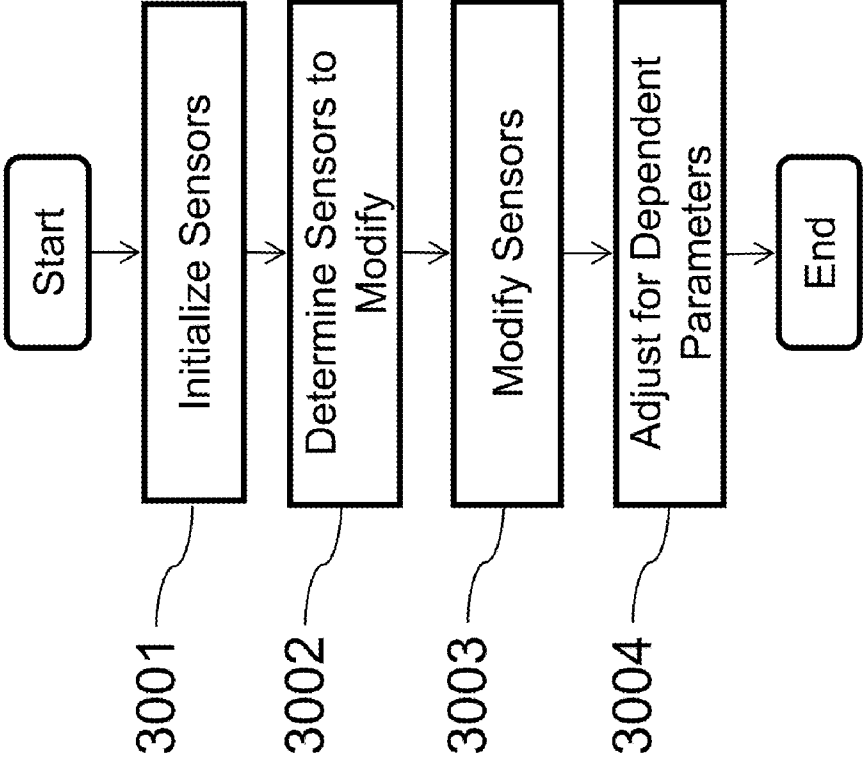 Start
Initialize Sensors
3001
Determine Sensors to
Modify
3002
Modify Sensors
3003
Adjust for Dependent
Parameters
3004
End